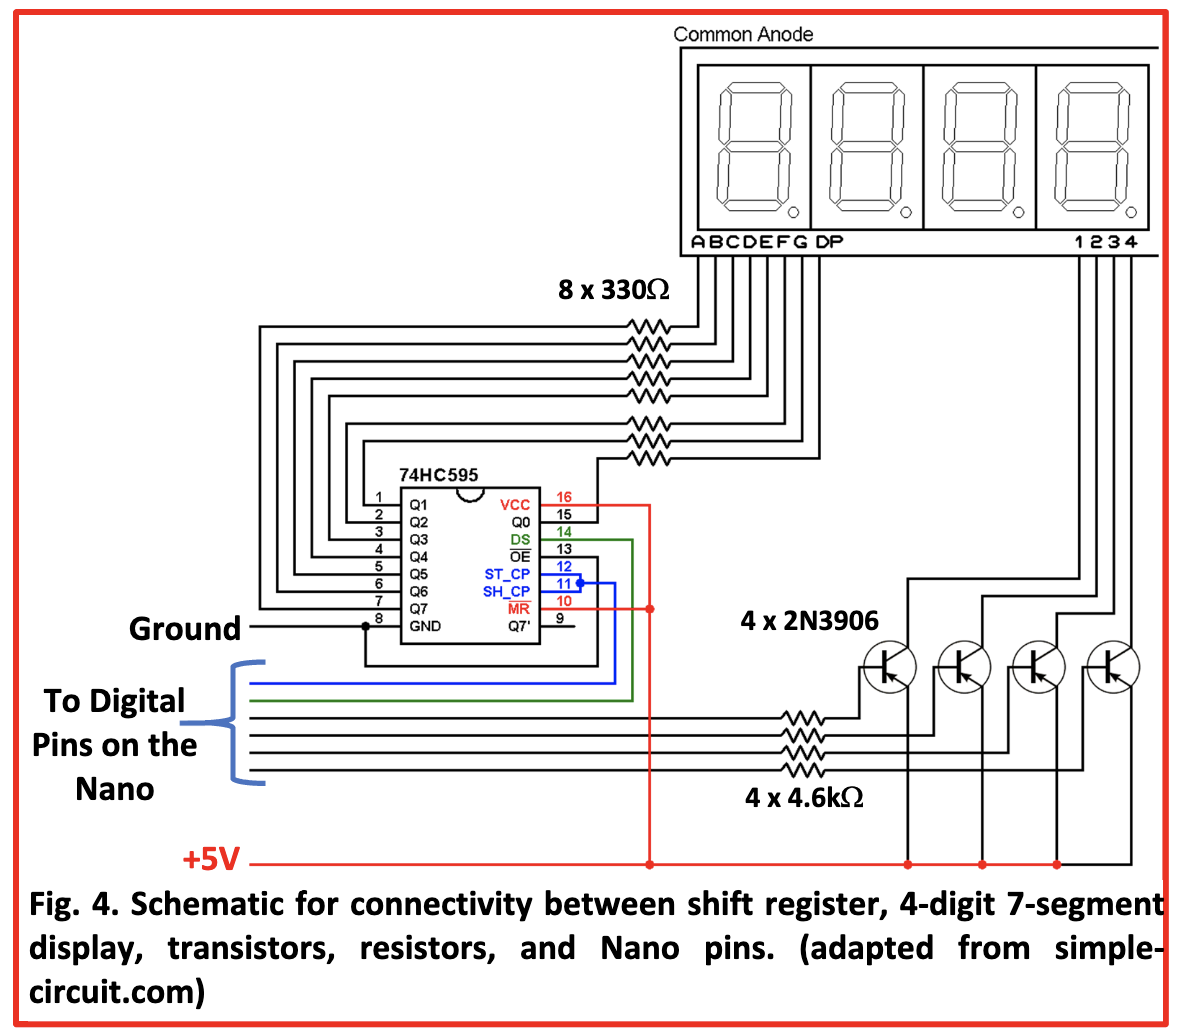 Common Anode
A B C D E F G DP
1 2 3 4
8 x 330Ω
74HC595
1 Q1 VCC 16
2 Q2 Q0 15
3 Q3 DS 14
4 Q4 OE 13
5 Q5 ST_CP 12
6 Q6 SH_CP 11
7 Q7 MR 10
8 GND Q7' 9
Ground
4 x 2N3906
To Digital
Pins on the
Nano
4 x 4.6kΩ
+5V
Fig. 4. Schematic for connectivity between shift register, 4-digit 7-segment
display, transistors, resistors, and Nano pins. (adapted from simple-
circuit.com)